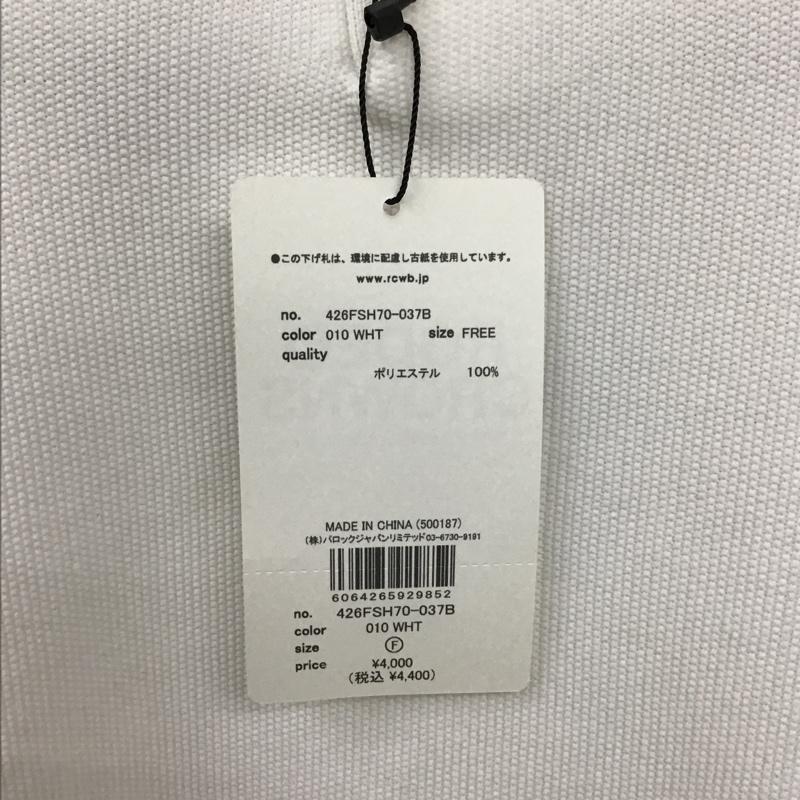 ●この下げ札は、環境に配慮し古紙を使用しています。
www.rcwb.jp
no. 426FSH70-037B
color 010 WHT size FREE
quality
ポリエステル 100%
MADE IN CHINA (500187)
(株)バロックジャパンリミテッド03-6730-9191
6064265929852
no. 426FSH70-037B
color 010 WHT
size Ⓕ
price ¥4,000
(税込 ¥4,400)